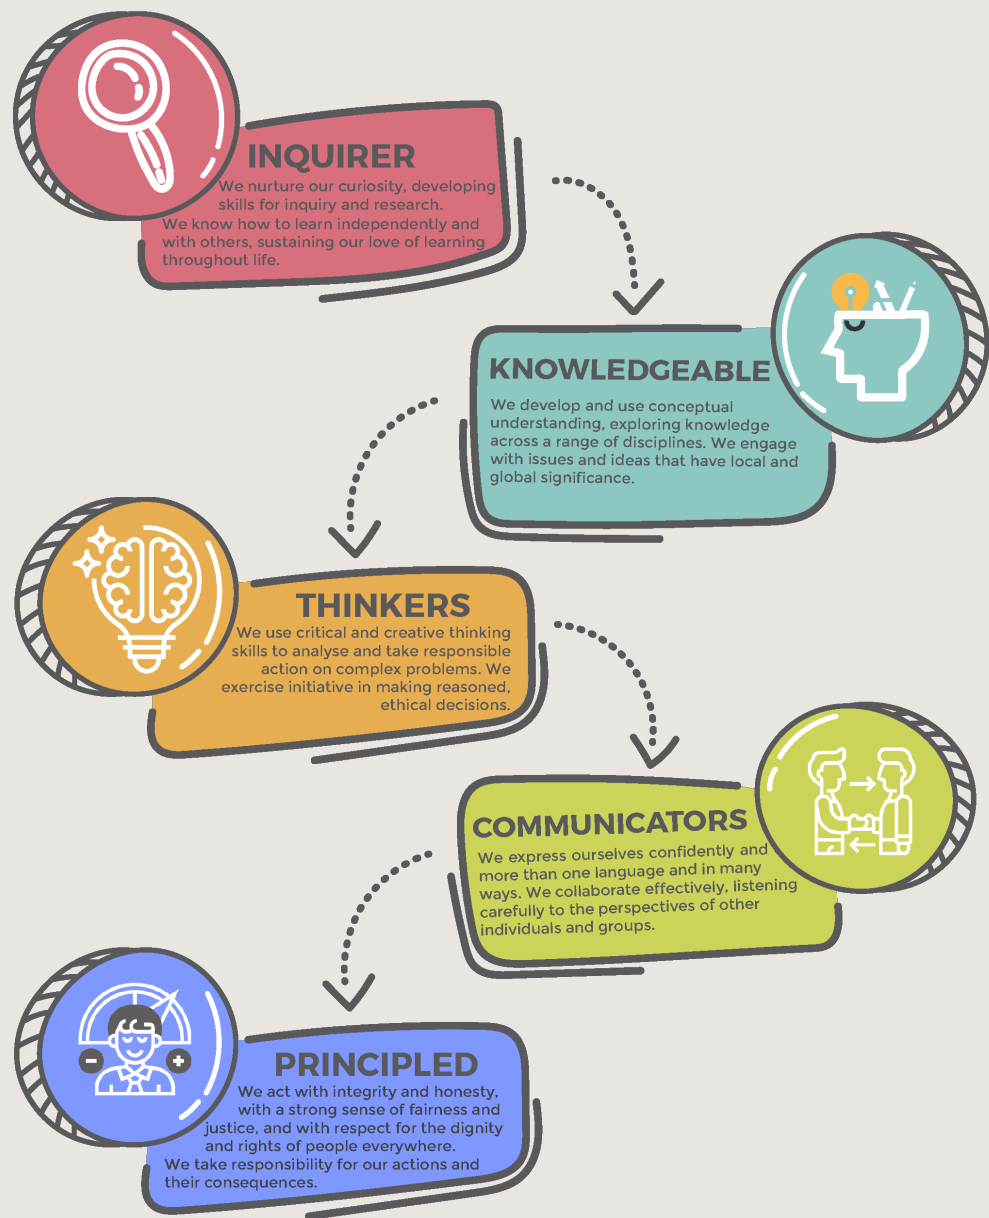 INQUIRER
We nurture our curiosity, developing
skills for inquiry and research.
We know how to learn independently and
with others, sustaining our love of learning
throughout life.
KNOWLEDGEABLE
We develop and use conceptual
understanding, exploring knowledge
across a range of disciplines. We engage
with issues and ideas that have local and
global significance.
THINKERS
We use critical and creative thinking
skills to analyse and take responsible
action on complex problems. We
exercise initiative in making reasoned,
ethical decisions.
COMMUNICATORS
We express ourselves confidently and
more than one language and in many
ways. We collaborate effectively, listening
carefully to the perspectives of other
individuals and groups.
PRINCIPLED
We act with integrity and honesty,
with a strong sense of fairness and
justice, and with respect for the dignity
and rights of people everywhere.
We take responsibility for our actions and
their consequences.